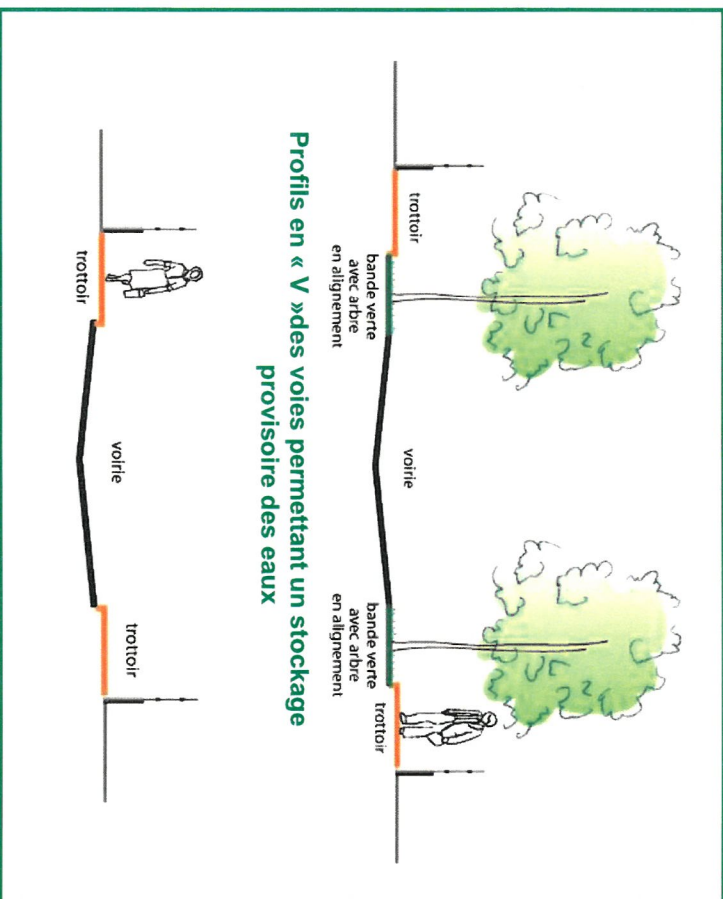 trottoir
bande verte
avec arbre
en alignement
voirie
bande verte
avec arbre
en alignement
trottoir
Profils en « V »des voies permettant un stockage
provisoire des eaux
trottoir
voirie
trottoir